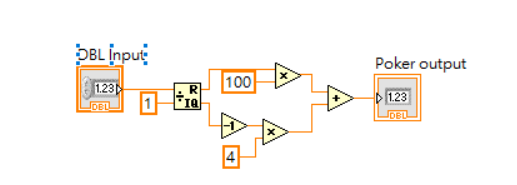 DBL Input
Poker output
1.23
DBL
1
÷ R
IQ
100
×
+
1.23
DBL
-1
×
4